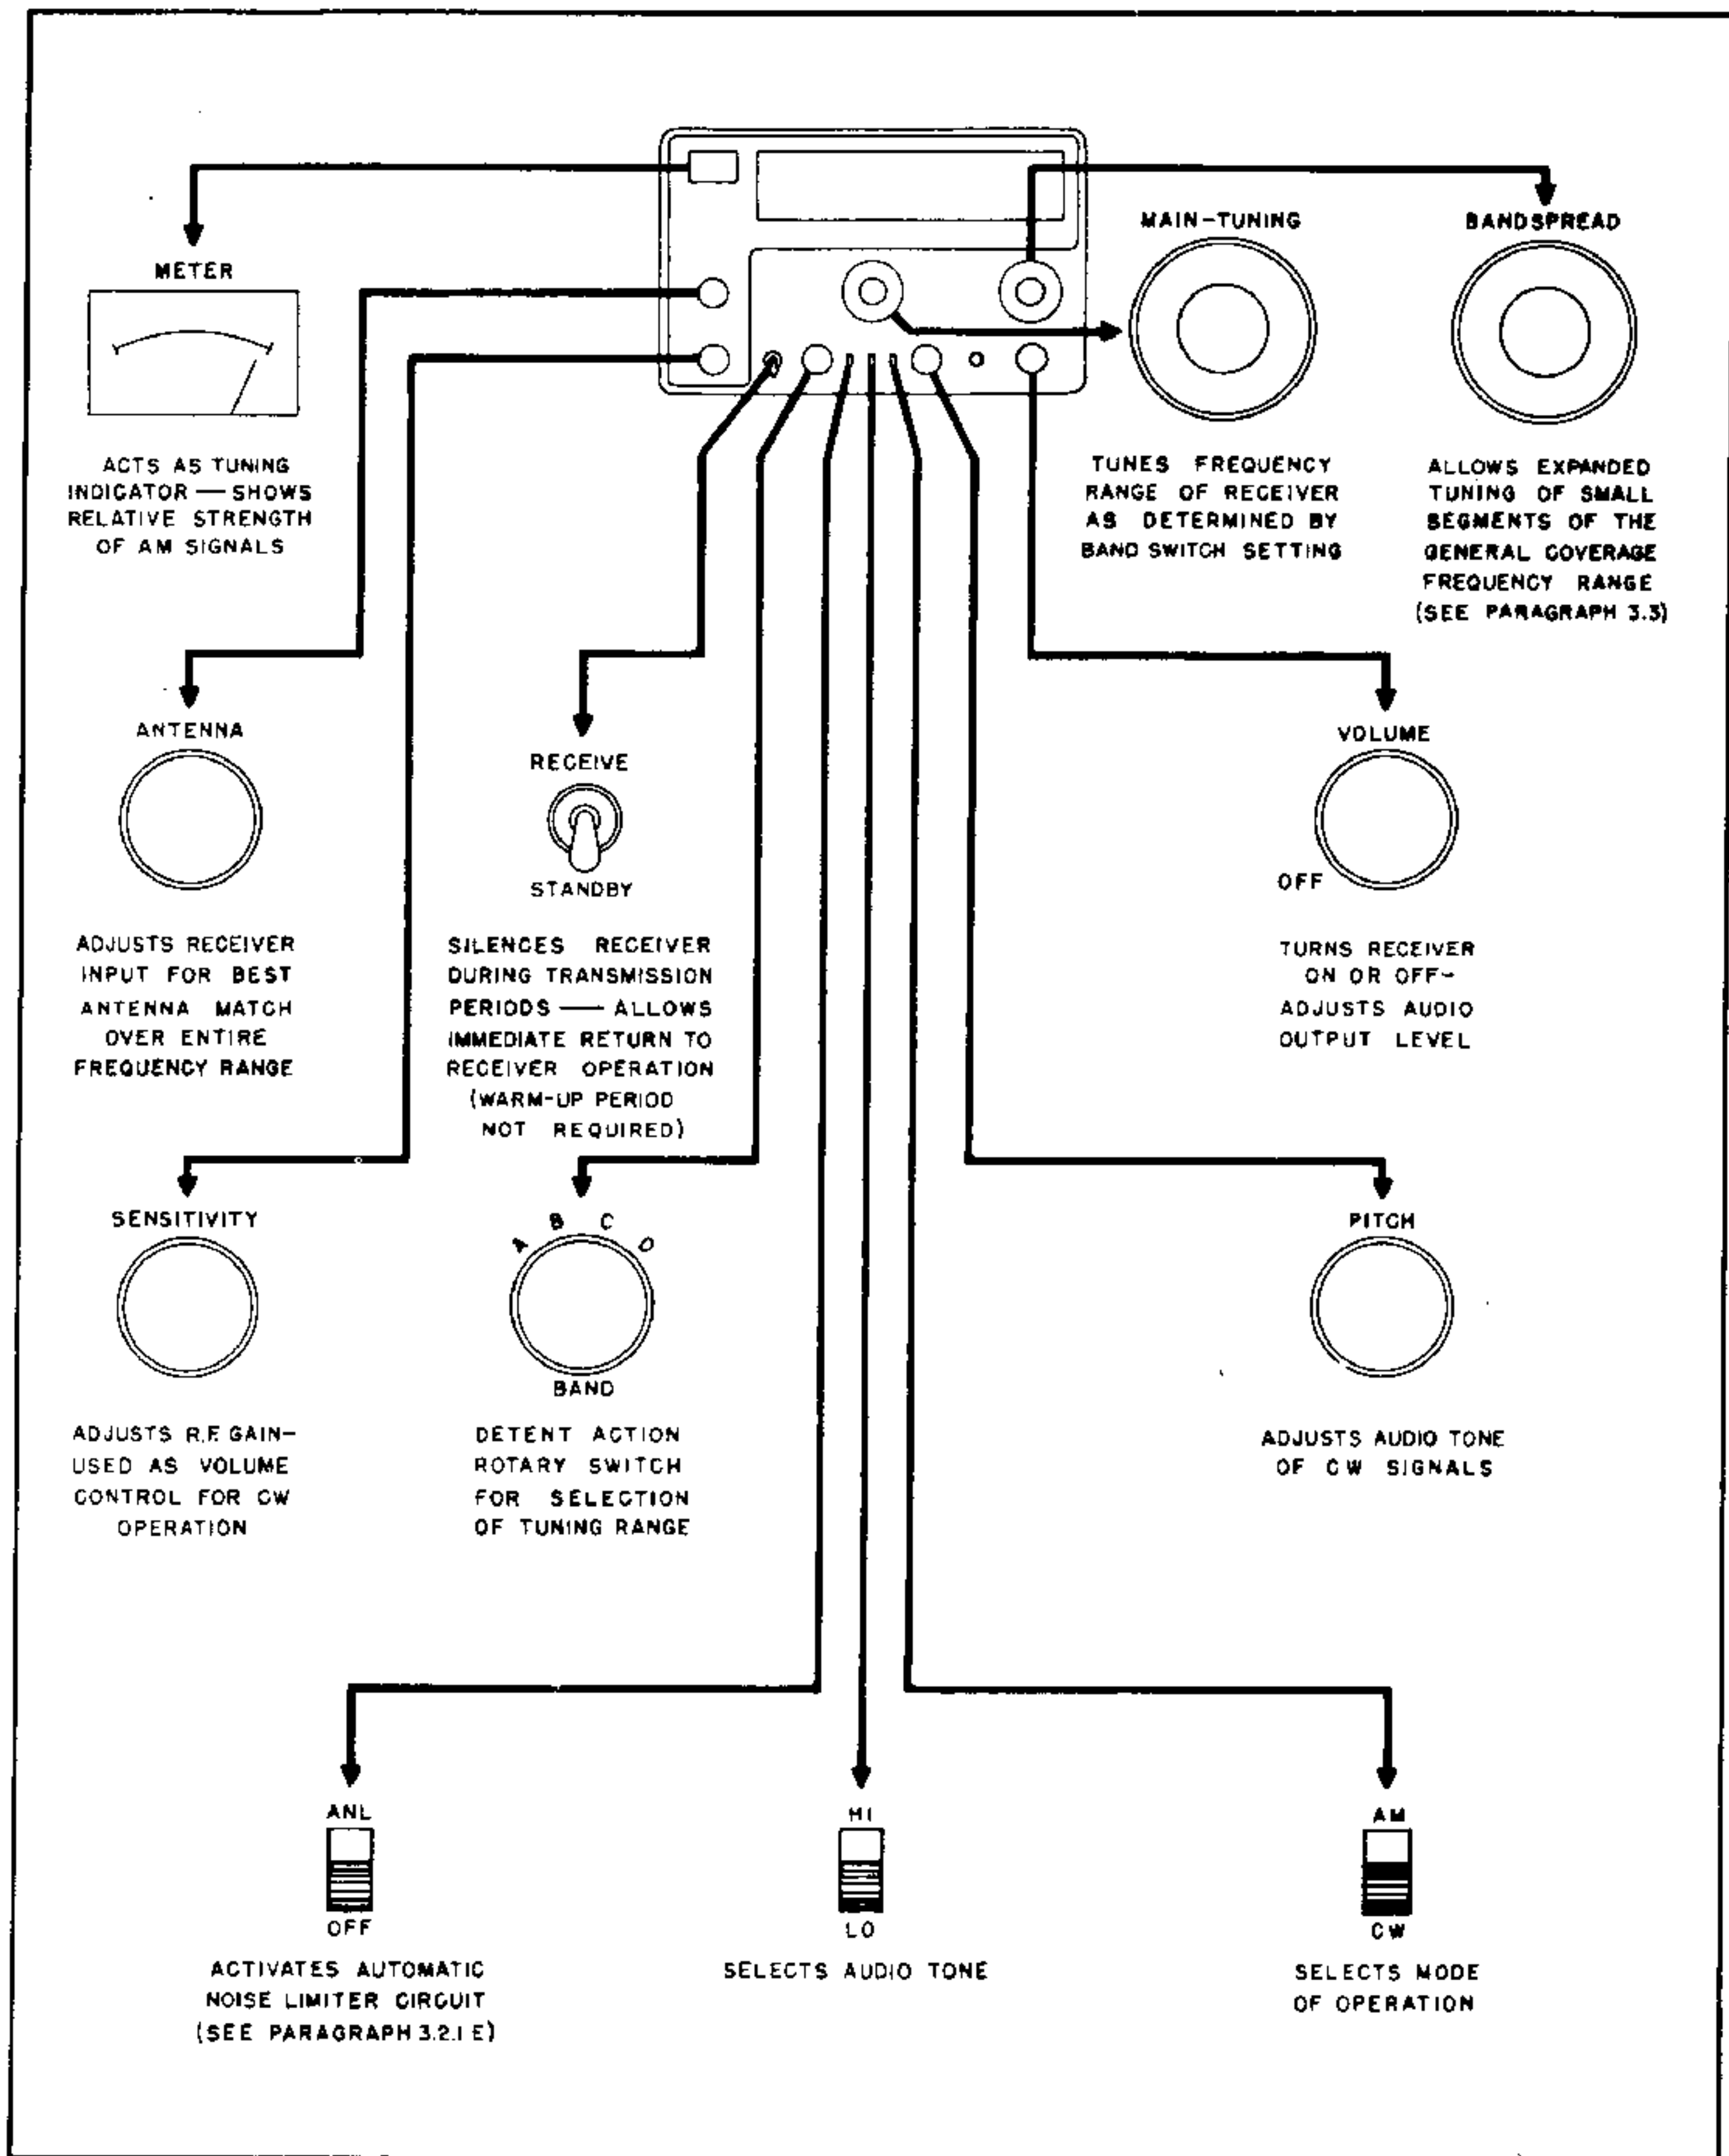 METER
ACTS AS TUNING
INDICATOR — SHOWS
RELATIVE STRENGTH
OF AM SIGNALS
MAIN-TUNING
TUNES FREQUENCY
RANGE OF RECEIVER
AS DETERMINED BY
BAND SWITCH SETTING
BANDSPREAD
ALLOWS EXPANDED
TUNING OF SMALL
SEGMENTS OF THE
GENERAL COVERAGE
FREQUENCY RANGE
(SEE PARAGRAPH 3.3)
ANTENNA
ADJUSTS RECEIVER
INPUT FOR BEST
ANTENNA MATCH
OVER ENTIRE
FREQUENCY RANGE
RECEIVE
STANDBY
SILENCES RECEIVER
DURING TRANSMISSION
PERIODS — ALLOWS
IMMEDIATE RETURN TO
RECEIVER OPERATION
(WARM-UP PERIOD
NOT REQUIRED)
VOLUME
OFF
TURNS RECEIVER
ON OR OFF-
ADJUSTS AUDIO
OUTPUT LEVEL
SENSITIVITY
ADJUSTS R.F. GAIN-
USED AS VOLUME
CONTROL FOR CW
OPERATION
A B C D
BAND
DETENT ACTION
ROTARY SWITCH
FOR SELECTION
OF TUNING RANGE
PITCH
ADJUSTS AUDIO TONE
OF CW SIGNALS
ANL
OFF
ACTIVATES AUTOMATIC
NOISE LIMITER CIRCUIT
(SEE PARAGRAPH 3.2.1 E)
HI
LO
SELECTS AUDIO TONE
AM
CW
SELECTS MODE
OF OPERATION